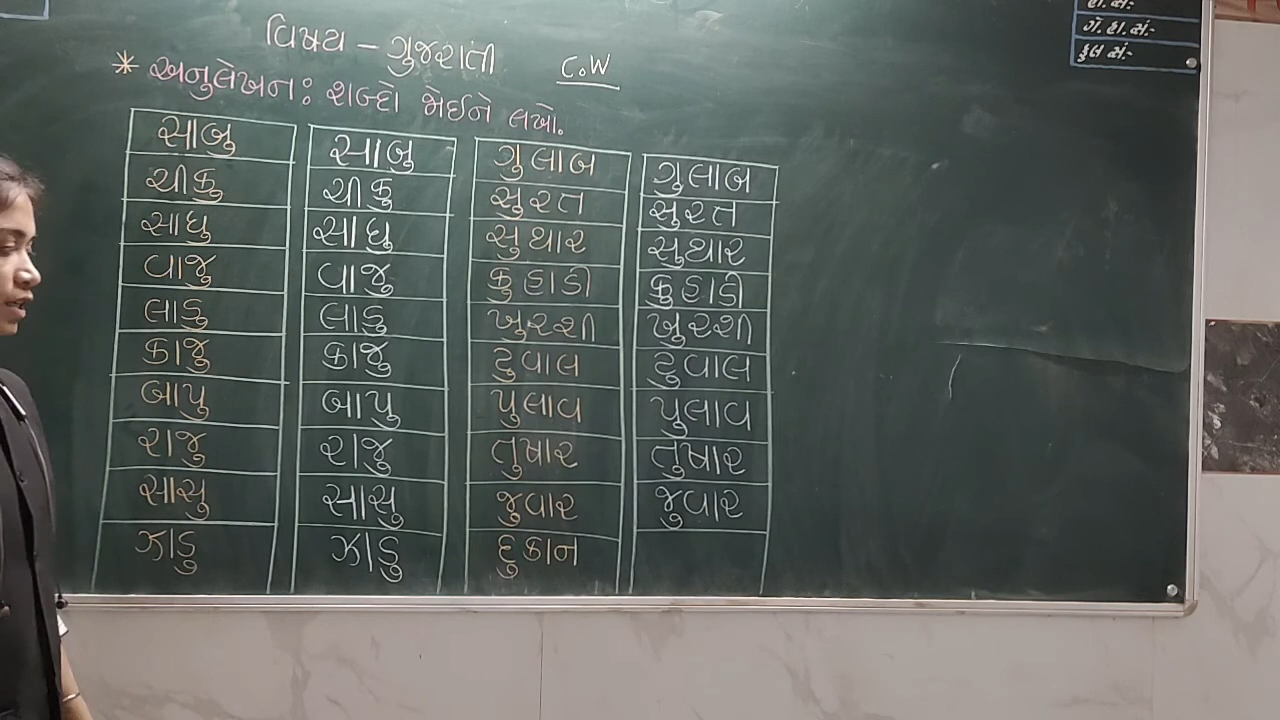 વિષય - ગુજરાતી
C.W
* અનુલેખન : શબ્દો જોઈને લખો.
સાબુ સાબુ ગુલાબ ગુલાબ
ચીકુ ચીકુ સુરત સુરત
સાધુ સાધુ સુથાર સુથાર
વાજુ વાજુ કુહાડી કુહાડી
લાડુ લાડુ ખુરશી ખુરશી
કાજુ કાજુ ટુવાલ ટુવાલ
બાપુ બાપુ પુલાવ પુલાવ
રાજુ રાજુ તુષાર તુષાર
સાસુ સાસુ જુવાર જુવાર
ઝાડુ ઝાડુ દુકાન
હા. સં:-
ગે. હા. સં:-
કુલ સં:-